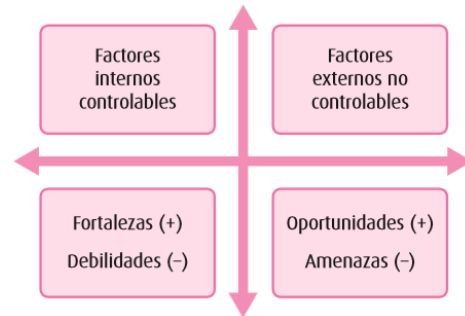 Factores
internos
controlables
Factores
externos no
controlables
Fortalezas (+)
Debilidades (–)
Oportunidades (+)
Amenazas (–)